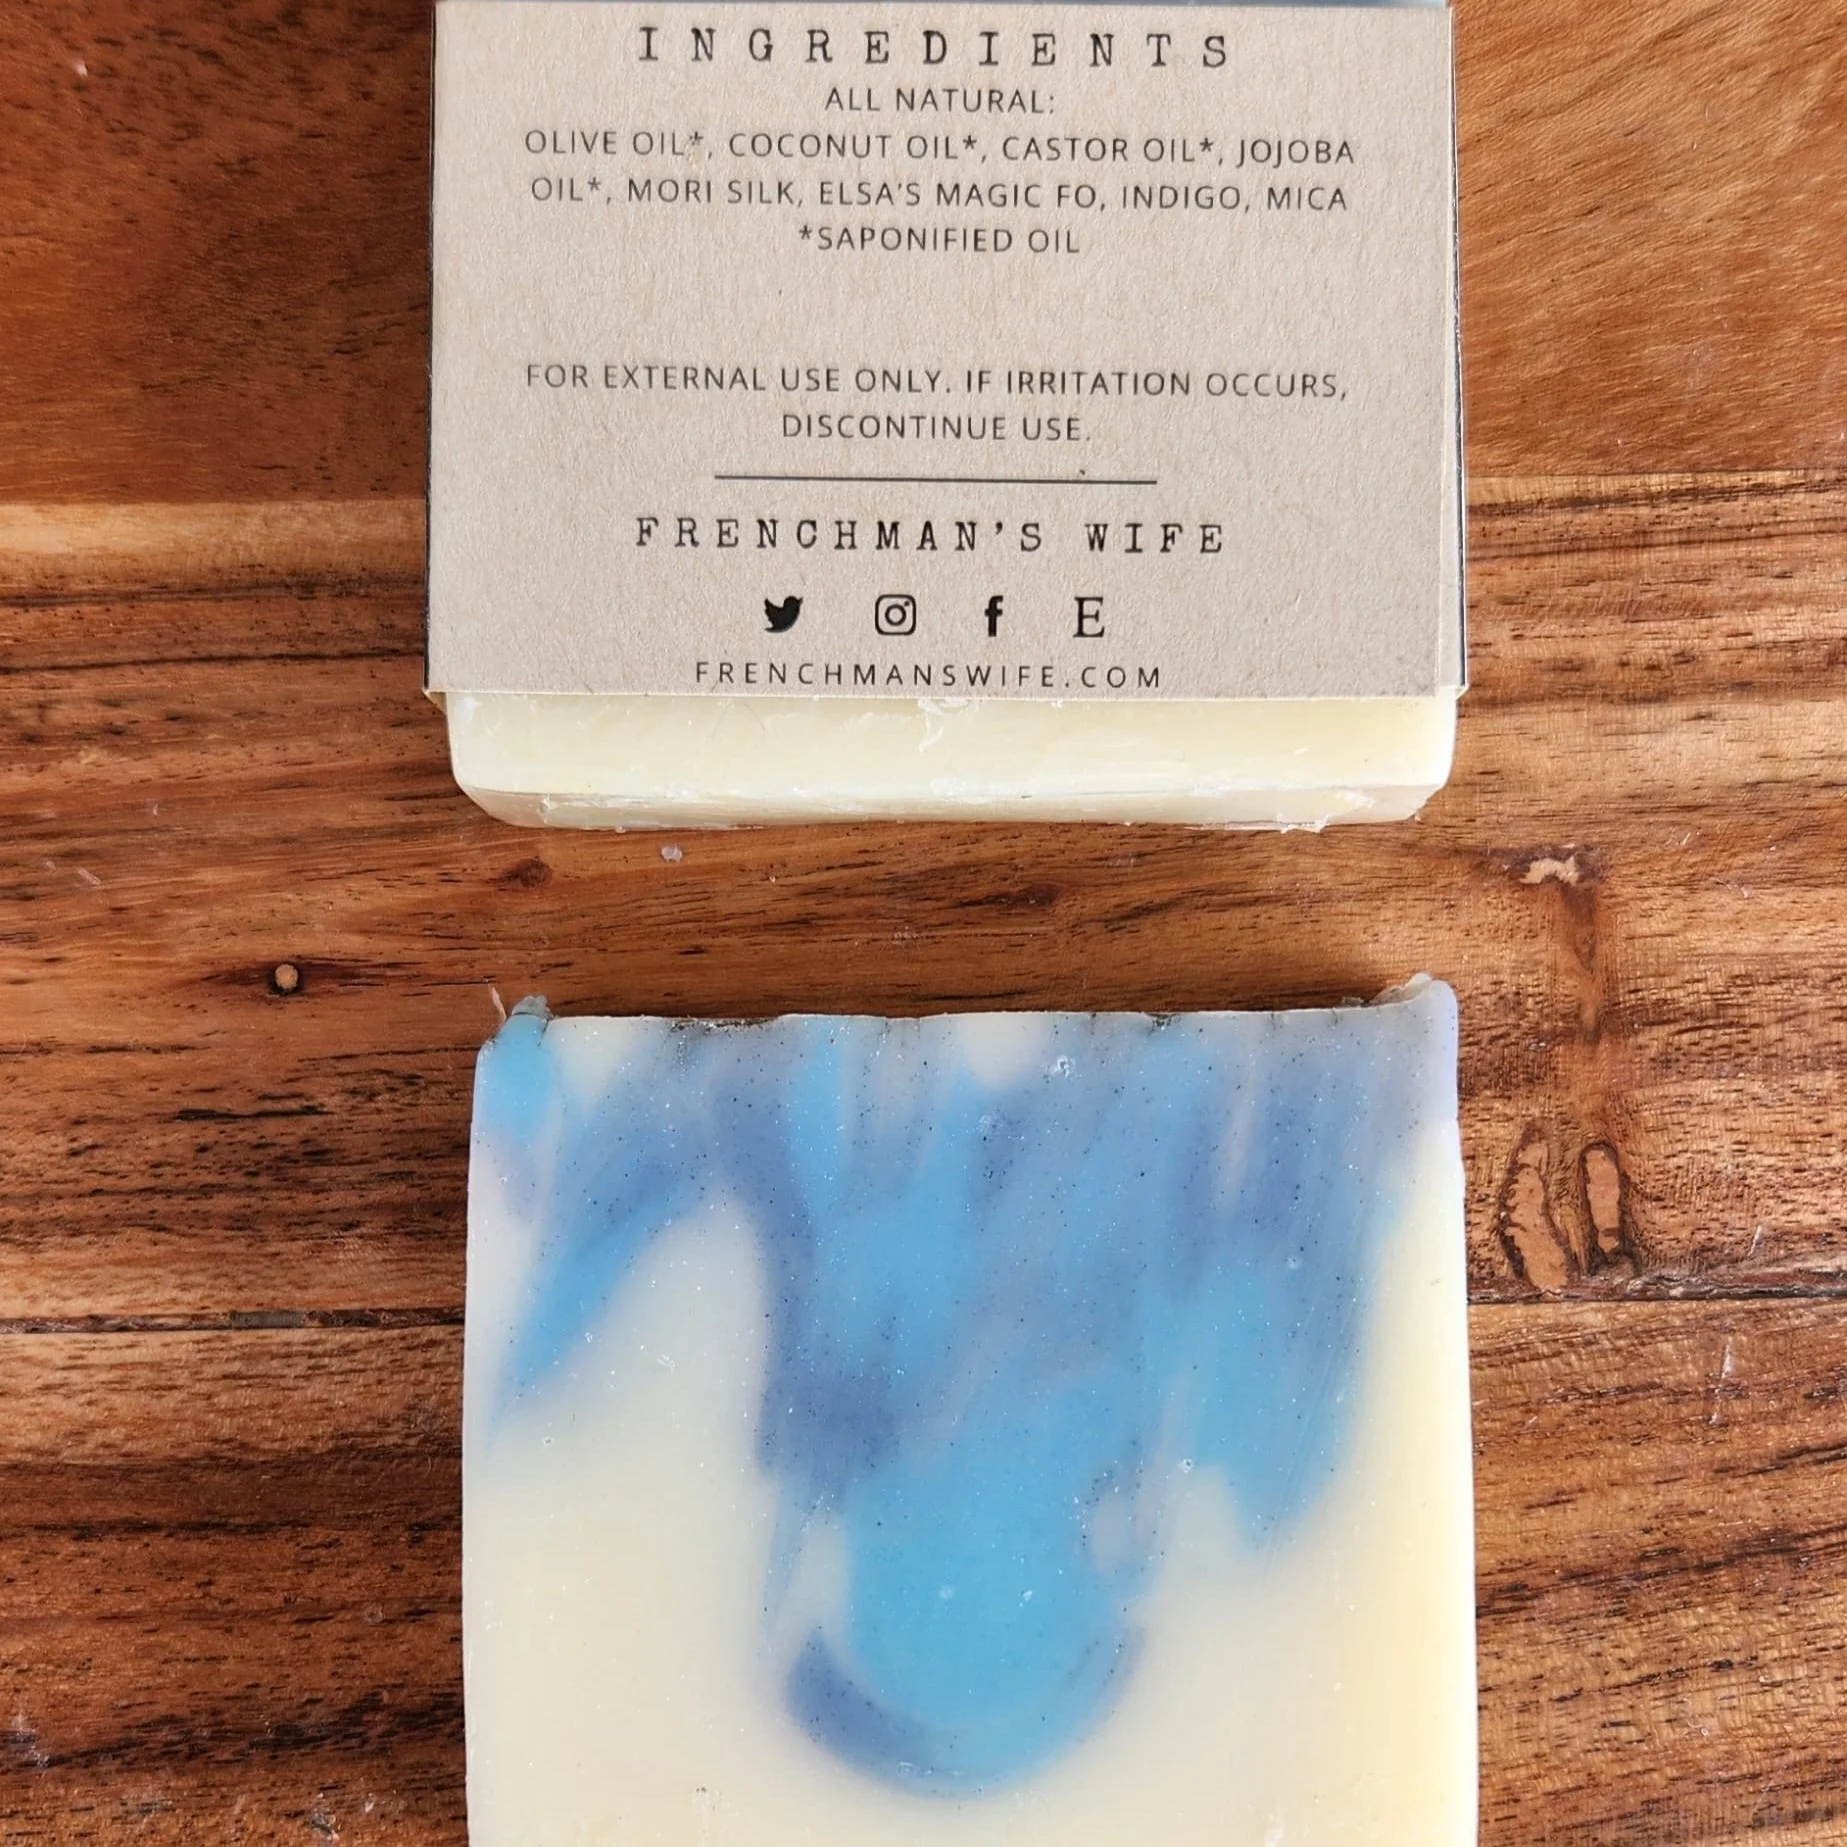 INGREDIENTS
ALL NATURAL:
OLIVE OIL*, COCONUT OIL*, CASTOR OIL*, JOJOBA
OIL*, MORI SILK, ELSA'S MAGIC FO, INDIGO, MICA
*SAPONIFIED OIL
FOR EXTERNAL USE ONLY. IF IRRITATION OCCURS,
DISCONTINUE USE.
FRENCHMAN'S WIFE
f E
FRENCHMANSWIFE.COM